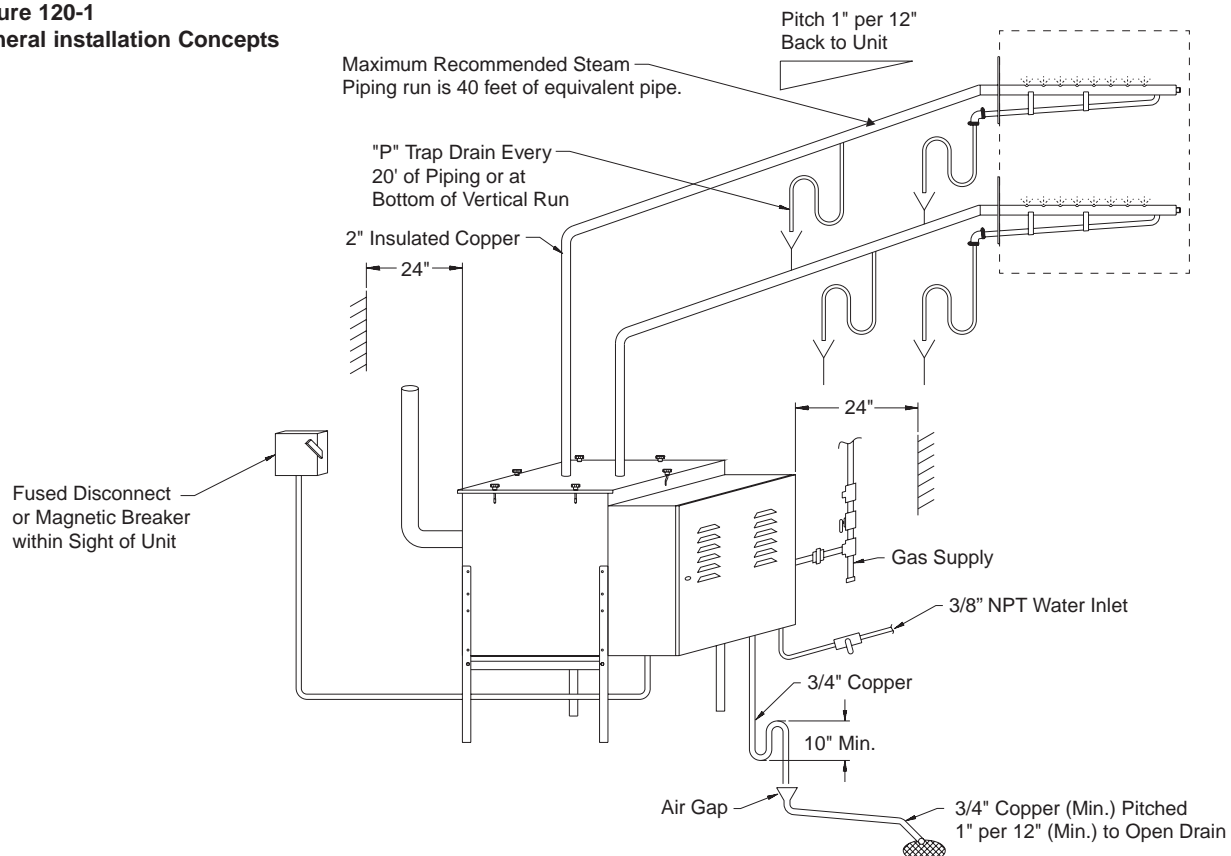 ure 120-1
neral installation Concepts
Pitch 1" per 12"
Back to Unit
Maximum Recommended Steam
Piping run is 40 feet of equivalent pipe.
"P" Trap Drain Every
20' of Piping or at
Bottom of Vertical Run
2" Insulated Copper
24"
24"
Fused Disconnect
or Magnetic Breaker
within Sight of Unit
Gas Supply
3/8” NPT Water Inlet
3/4" Copper
10" Min.
Air Gap
3/4" Copper (Min.) Pitched
1" per 12" (Min.) to Open Drain